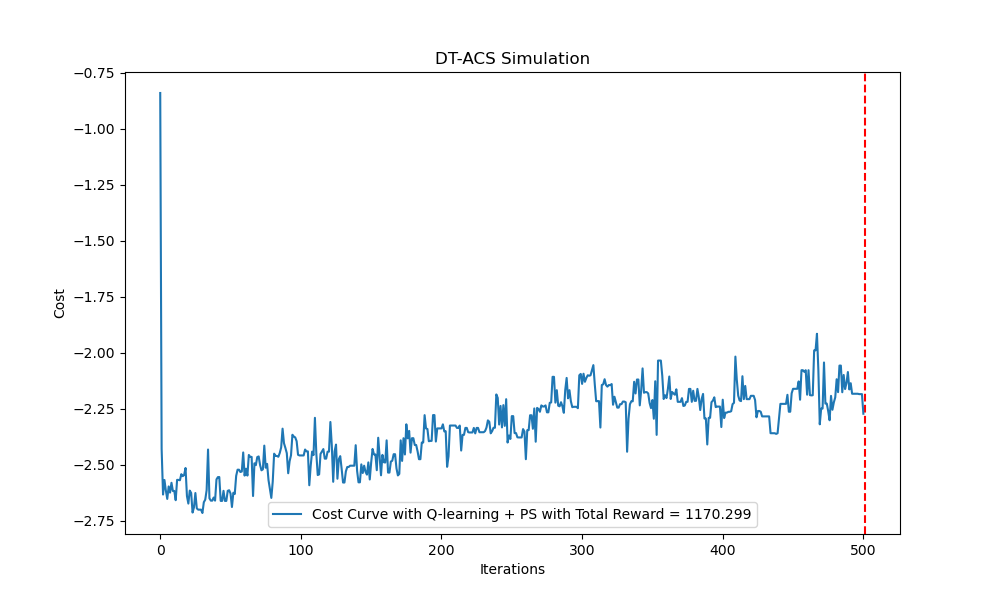 DT-ACS Simulation
−0.75
−1.00
−1.25
−1.50
−1.75
−2.00
−2.25
−2.50
−2.75
Cost
Cost Curve with Q-learning + PS with Total Reward = 1170.299
0 100 200 300 400 500
Iterations